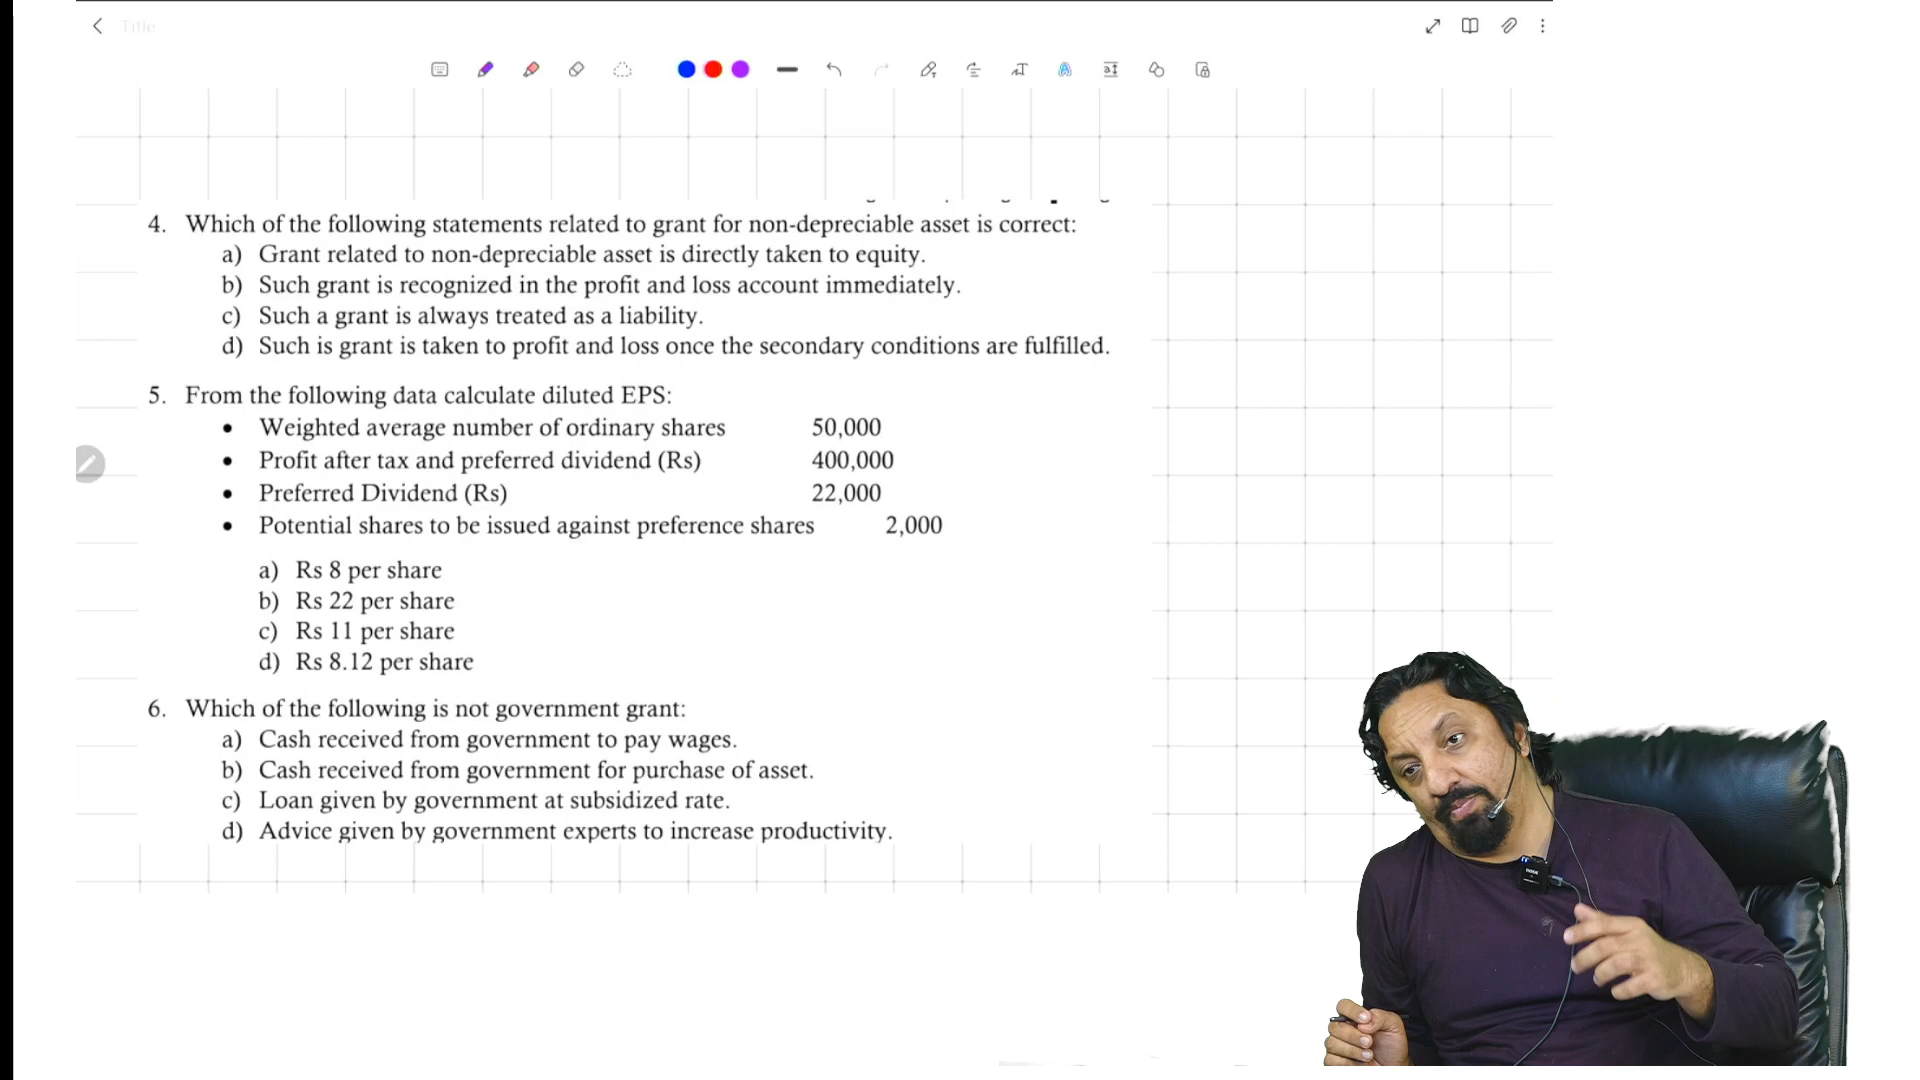 Title
4. Which of the following statements related to grant for non-depreciable asset is correct:
a) Grant related to non-depreciable asset is directly taken to equity.
b) Such grant is recognized in the profit and loss account immediately.
c) Such a grant is always treated as a liability.
d) Such is grant is taken to profit and loss once the secondary conditions are fulfilled.
5. From the following data calculate diluted EPS:
• Weighted average number of ordinary shares 50,000
• Profit after tax and preferred dividend (Rs) 400,000
• Preferred Dividend (Rs) 22,000
• Potential shares to be issued against preference shares 2,000
a) Rs 8 per share
b) Rs 22 per share
c) Rs 11 per share
d) Rs 8.12 per share
6. Which of the following is not government grant:
a) Cash received from government to pay wages.
b) Cash received from government for purchase of asset.
c) Loan given by government at subsidized rate.
d) Advice given by government experts to increase productivity.